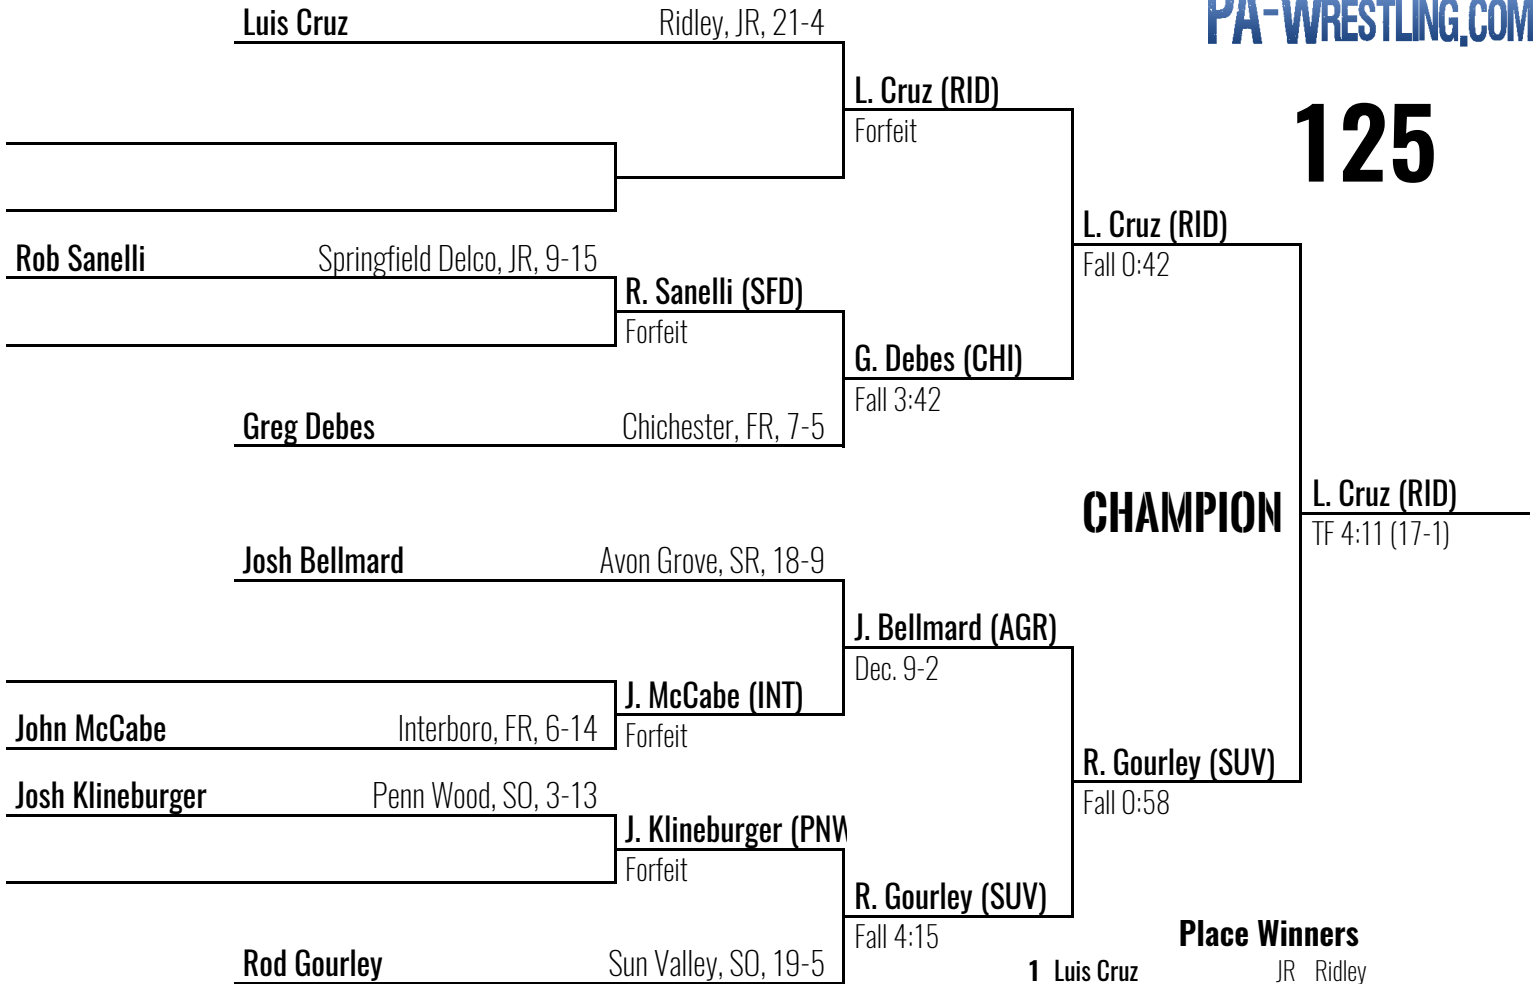 PA-WRESTLING.COM
Luis Cruz Ridley, JR, 21-4
L. Cruz (RID)
Forfeit
125
L. Cruz (RID)
Fall 0:42
Rob Sanelli Springfield Delco, JR, 9-15
R. Sanelli (SFD)
Forfeit
G. Debes (CHI)
Fall 3:42
Greg Debes Chichester, FR, 7-5
CHAMPION
L. Cruz (RID)
TF 4:11 (17-1)
Josh Bellmard Avon Grove, SR, 18-9
J. Bellmard (AGR)
Dec. 9-2
J. McCabe (INT)
Forfeit
John McCabe Interboro, FR, 6-14
R. Gourley (SUV)
Fall 0:58
Josh Klineburger Penn Wood, SO, 3-13
J. Klineburger (PNW
Forfeit
R. Gourley (SUV)
Fall 4:15
Rod Gourley Sun Valley, SO, 19-5
Place Winners
1 Luis Cruz JR Ridley